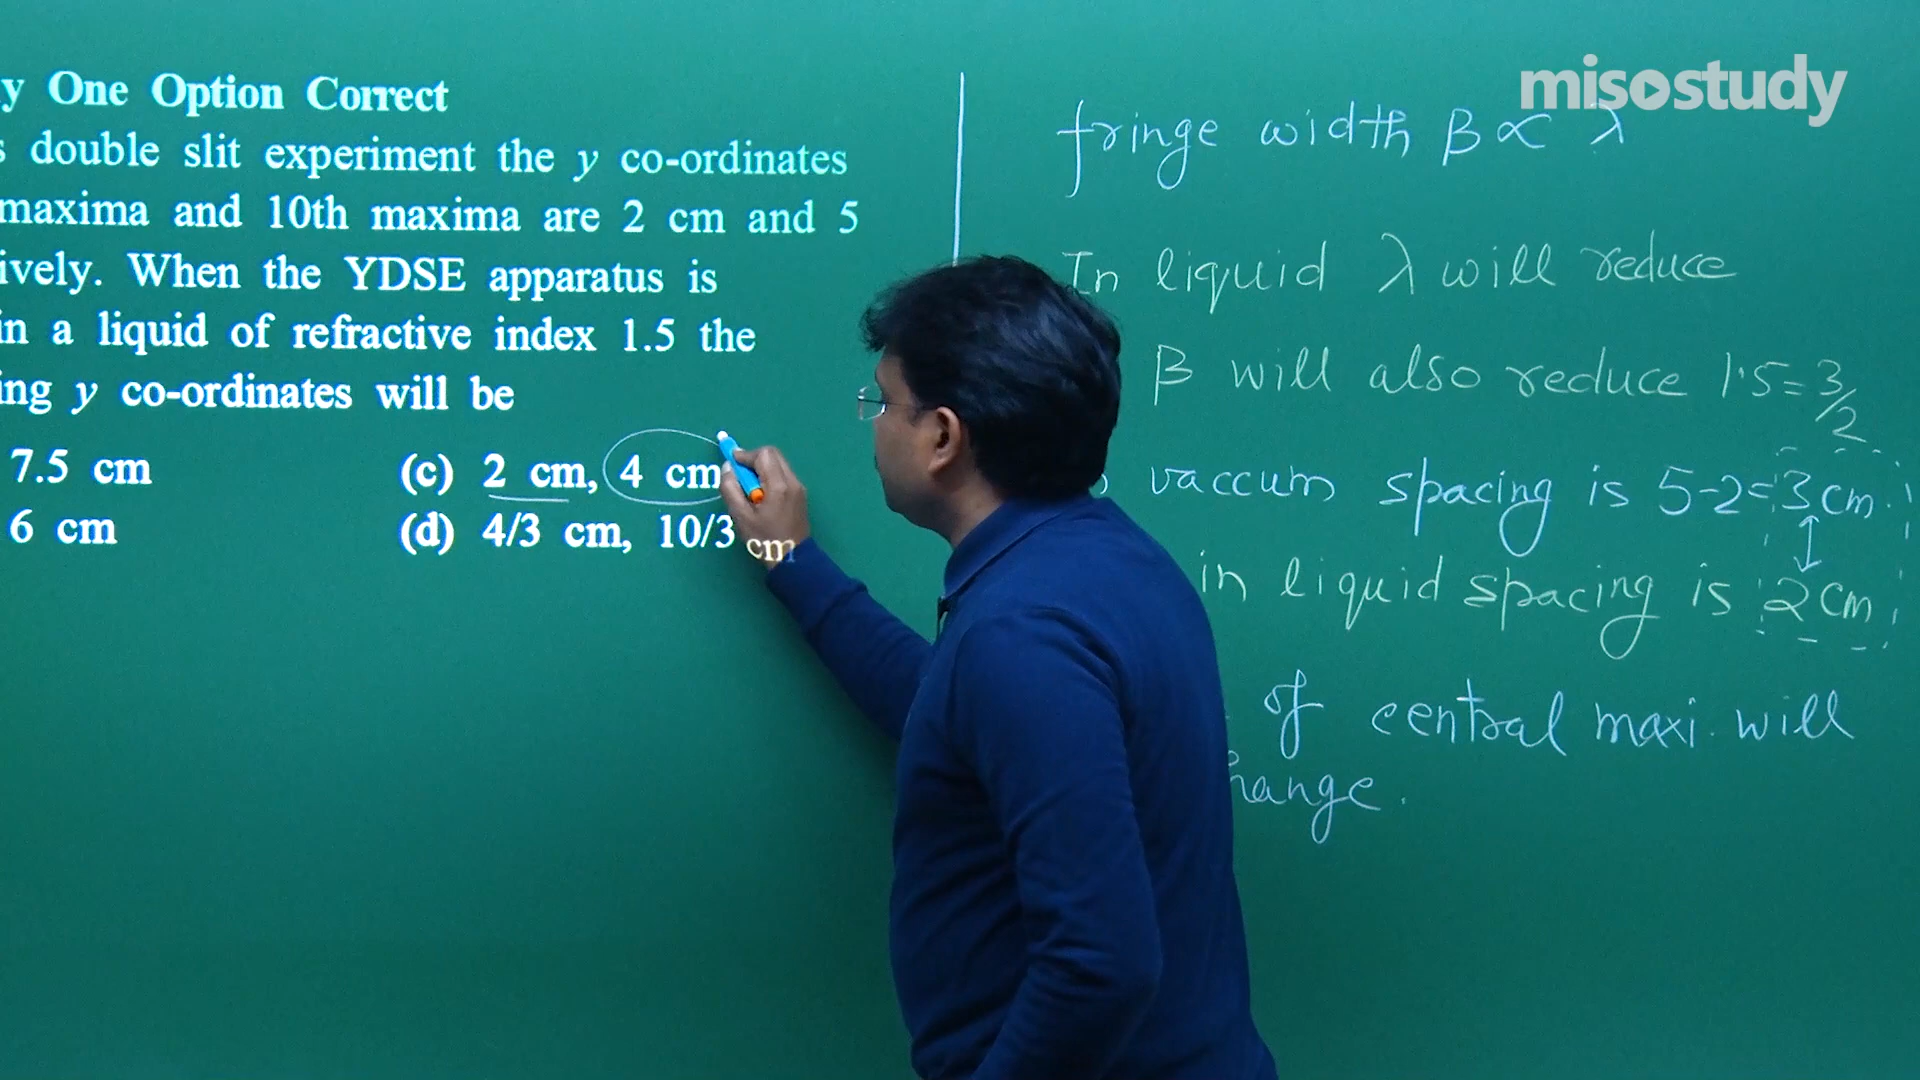 y One Option Correct
s double slit experiment the y co-ordinates
maxima and 10th maxima are 2 cm and 5
ively. When the YDSE apparatus is
in a liquid of refractive index 1.5 the
ing y co-ordinates will be
7.5 cm (c) 2 cm, 4 cm
6 cm (d) 4/3 cm, 10/3 cm
misostudy
fringe width β ∝ λ
In liquid λ will reduce
β will also reduce 1.5 = 3/2
vaccum spacing is 5-2 = 3 cm.
in liquid spacing is 2 cm
of central maxi. will
hange.